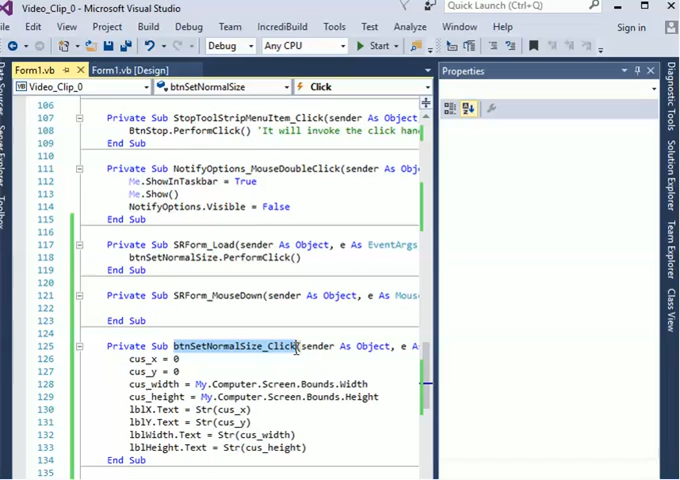 Video_Clip_0 - Microsoft Visual Studio
Quick Launch (Ctrl+Q)
Edit View Project Build Debug Team Tools IncrediBuild Test Analyze Window Help
Sign in
Debug Any CPU Start
Form1.vb Form1.vb [Design]
Video_Clip_0 btnSetNormalSize Click
106
107 Private Sub StopToolStripMenuItem_Click(sender As Object
108 BtnStop.PerformClick() 'It will invoke the click han
109 End Sub
110
111 Private Sub NotifyOptions_MouseDoubleClick(sender As Obj
112 Me.ShowInTaskbar = True
113 Me.Show()
114 NotifyOptions.Visible = False
115 End Sub
116
117 Private Sub SRForm_Load(sender As Object, e As EventArgs
118 btnSetNormalSize.PerformClick()
119 End Sub
120
121 Private Sub SRForm_MouseDown(sender As Object, e As Mous
122
123 End Sub
124
125 Private Sub btnSetNormalSize_Click(sender As Object, e A
126 cus_x = 0
127 cus_y = 0
128 cus_width = My.Computer.Screen.Bounds.Width
129 cus_height = My.Computer.Screen.Bounds.Height
130 lblX.Text = Str(cus_x)
131 lblY.Text = Str(cus_y)
132 lblWidth.Text = Str(cus_width)
133 lblHeight.Text = Str(cus_height)
134 End Sub
135
Properties
Data Sources
Server Explorer
Toolbox
Diagnostic Tools
Solution Explorer
Team Explorer
Class View